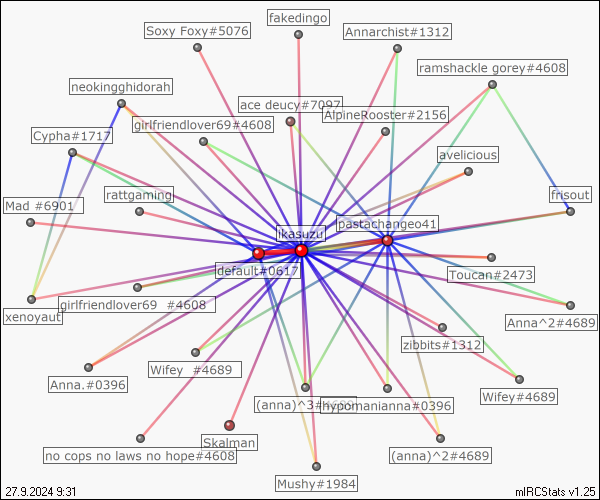 fakedingo
Soxy Foxy#5076
Annarchist#1312
ramshackle gorey#4608
neokingghidorah
ace deucy#7097
AlpineRooster#2156
girlfriendlover69#4608
Cypha#1717
avelicious
rattgaming
frisout
Mad #6901
pastachangeo41
ikasuzu
default#0617
Toucan#2473
girlfriendlover69 #4608
xenoyaut
Anna^2#4689
zibbits#1312
Wifey #4689
Anna.#0396
Wifey#4689
(anna)^3#4689
hypomanianna#0396
Skalman
no cops no laws no hope#4608
(anna)^2#4689
Mushy#1984
27.9.2024 9:31
mIRCStats v1.25